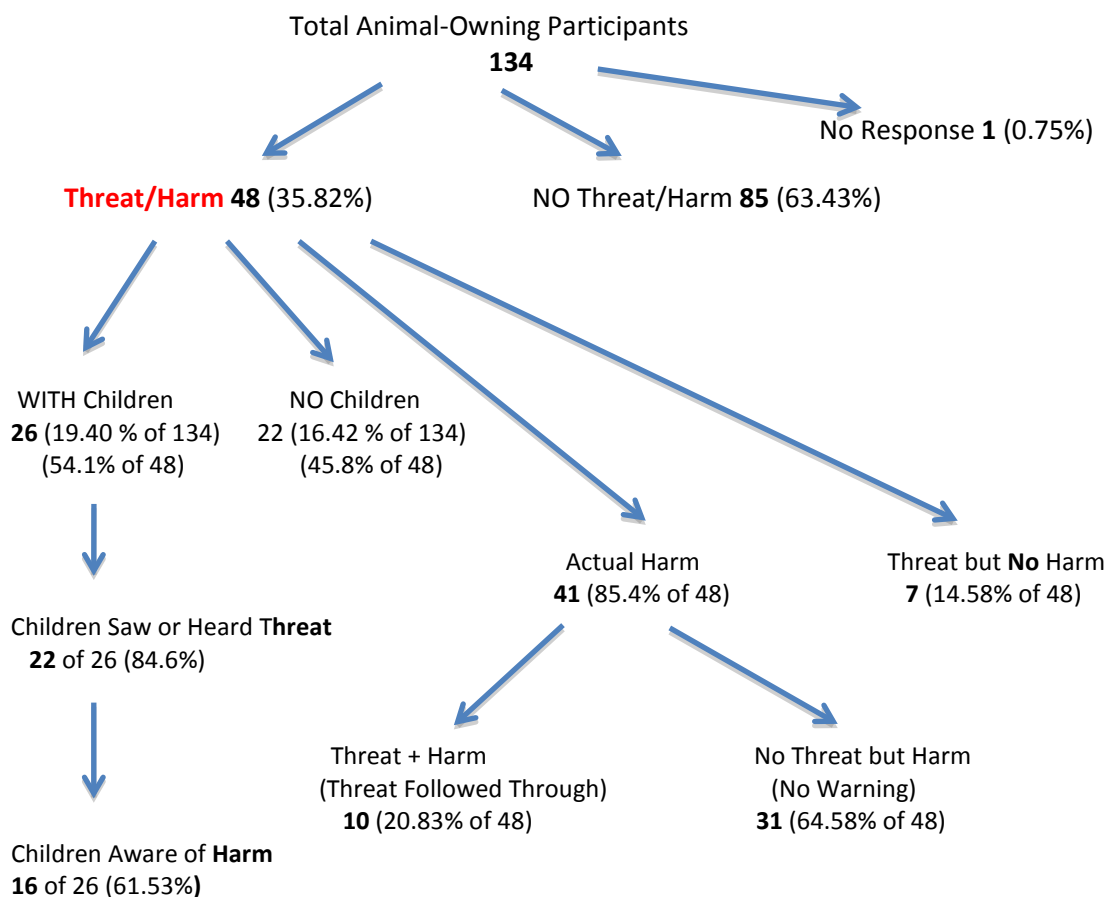 Total Animal-Owning Participants
134
No Response 1 (0.75%)
Threat/Harm 48 (35.82%)
NO Threat/Harm 85 (63.43%)
WITH Children
26 (19.40 % of 134)
(54.1% of 48)
NO Children
22 (16.42 % of 134)
(45.8% of 48)
Actual Harm
41 (85.4% of 48)
Threat but No Harm
7 (14.58% of 48)
Children Saw or Heard Threat
22 of 26 (84.6%)
Threat + Harm
(Threat Followed Through)
10 (20.83% of 48)
No Threat but Harm
(No Warning)
31 (64.58% of 48)
Children Aware of Harm
16 of 26 (61.53%)